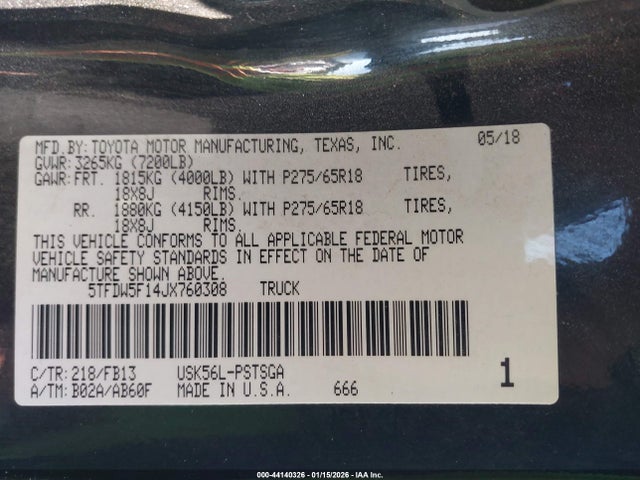 MFD.BY:TOYOTA MOTOR MANUFACTURING, TEXAS, INC. 05/18
GVWR:3265KG (7200LB)
GAWR:FRT. 1815KG (4000LB) WITH P275/65R18 TIRES,
18X8J RIMS.
RR. 1880KG (4150LB) WITH P275/65R18 TIRES,
18X8J RIMS.
THIS VEHICLE CONFORMS TO ALL APPLICABLE FEDERAL MOTOR
VEHICLE SAFETY STANDARDS IN EFFECT ON THE DATE OF
MANUFACTURE SHOWN ABOVE.
5TFDW5F14JX760308 TRUCK
C/TR:218/FB13 USK56L-PSTSGA
A/TM:B02A/AB60F MADE IN U.S.A. 666 1
000-44140326 - 01/15/2026 - IAA Inc.